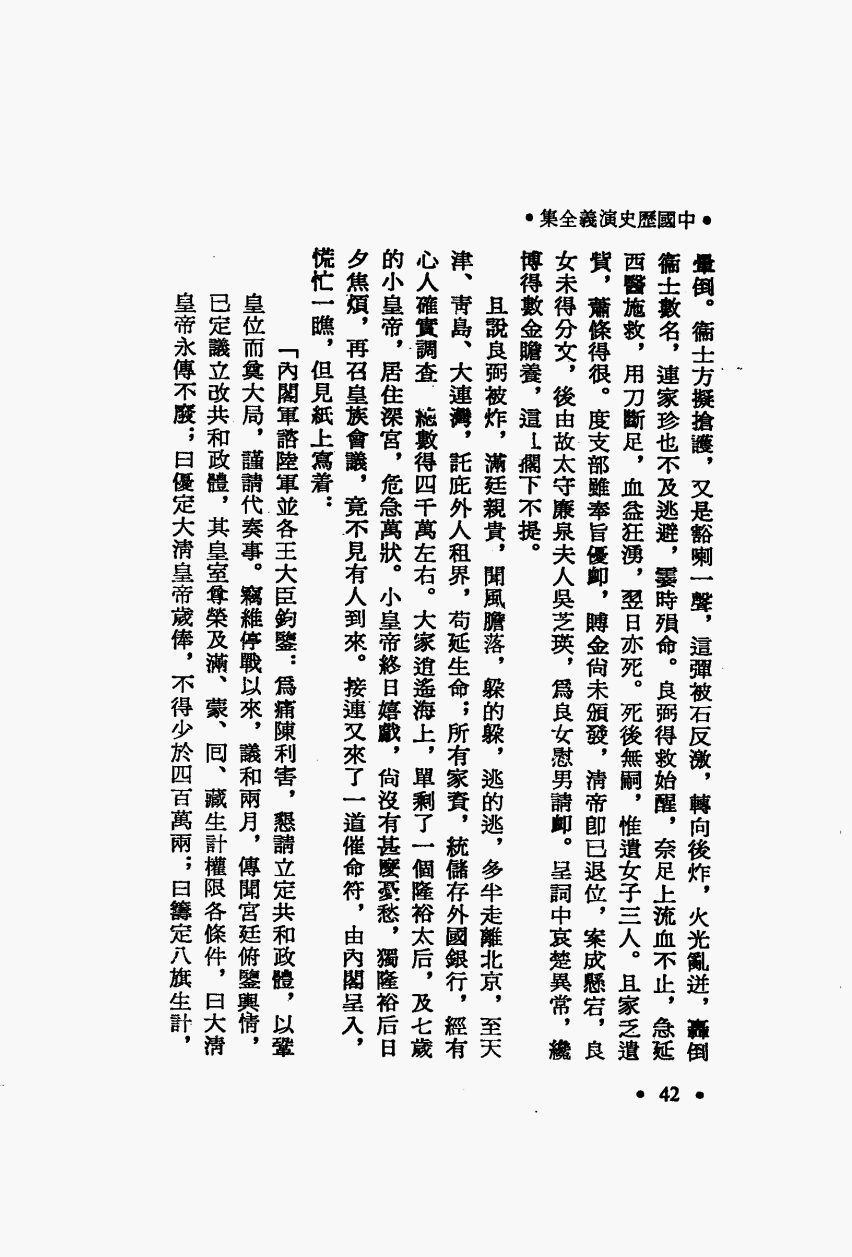 •中國歷史演義全集•
暈倒。衞士方擬搶護，又是豁喇一聲，這彈被石反激，轉向後炸，火光亂迸，轟倒
衞士數名，連家珍也不及逃避，霎時殞命。良弼得救始醒，奈足上流血不止，急延
西醫施救，用刀斷足，血益狂湧，翌日亦死。死後無嗣，惟遺女子三人。且家乏遺
貲，蕭條得很。度支部雖奉旨優卹，賻金尙未頒發，清帝卽已退位，案成懸宕，良
女未得分文，後由故太守廉泉夫人吳芝瑛，爲良女慰男請卹。呈詞中哀楚異常，纔
博得數金贍養，這且擱下不提。
且說良弼被炸，滿廷親貴，聞風膽落，躱的躱，逃的逃，多半走離北京，至天
津、靑島、大連灣，託庇外人租界，苟延生命；所有家資，統儲存外國銀行，經有
心人確實調查 總數得四千萬左右。大家逍遙海上，單剩了一個隆裕太后，及七歲
的小皇帝，居住深宮，危急萬狀。小皇帝終日嬉戲，尙沒有甚麼憂愁，獨隆裕后日
夕焦煩，再召皇族會議，竟不見有人到來。接連又來了一道催命符，由內閣呈入，
慌忙一瞧，但見紙上寫着：
「內閣軍諮陸軍並各王大臣鈞鑒：爲痛陳利害，懇請立定共和政體，以鞏
皇位而奠大局，謹請代奏事。竊維停戰以來，議和兩月，傳聞宮廷俯鑒輿情，
已定議立改共和政體，其皇室尊榮及滿、蒙、回、藏生計權限各條件，曰大淸
皇帝永傳不廢；曰優定大淸皇帝歲俸，不得少於四百萬兩；曰籌定八旗生計，
•42•